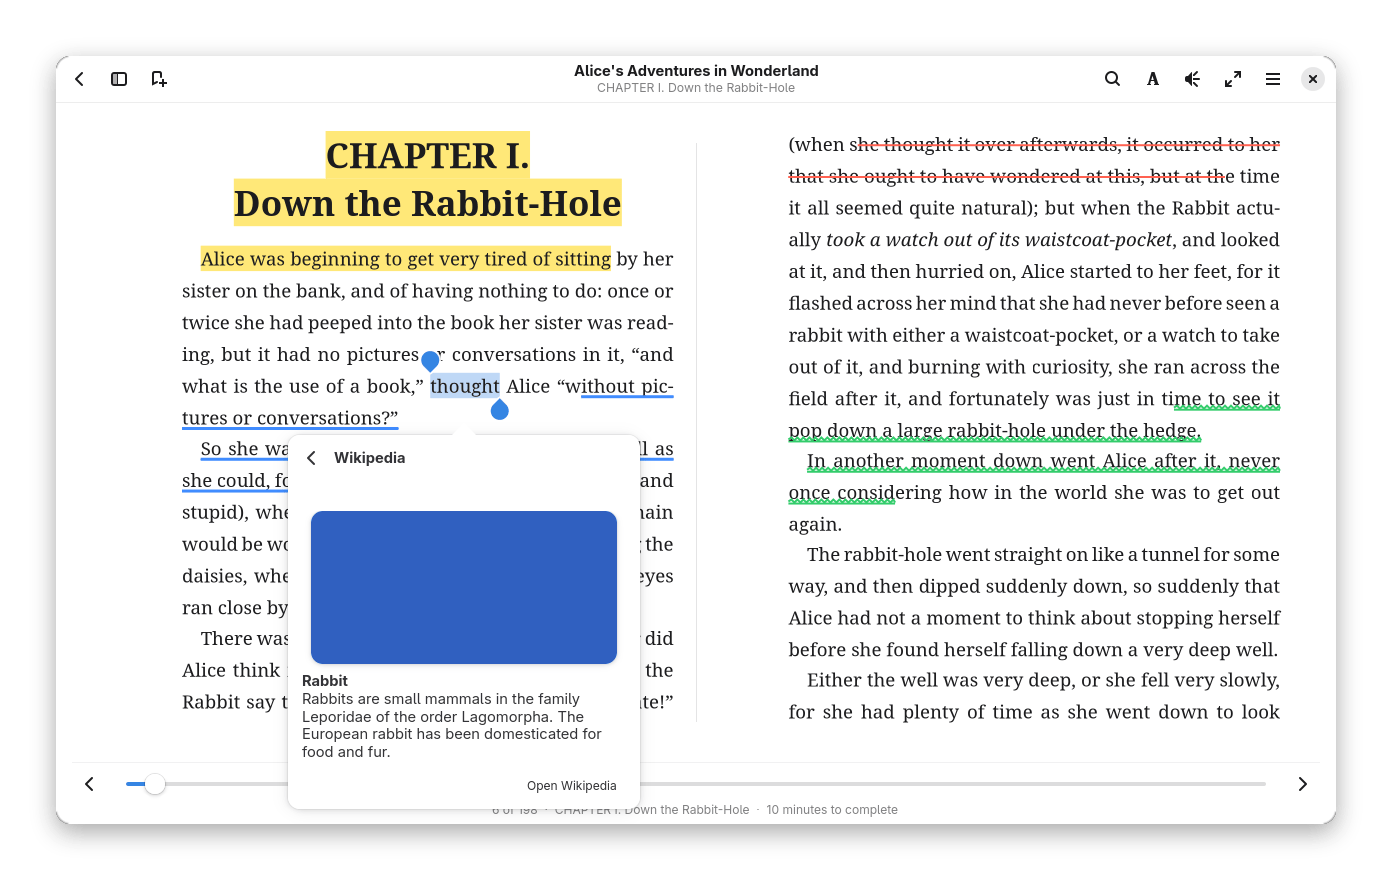 Alice's Adventures in Wonderland
CHAPTER I. Down the Rabbit-Hole
A
CHAPTER I.
Down the Rabbit-Hole
Alice was beginning to get very tired of sitting by her
sister on the bank, and of having nothing to do: once or
twice she had peeped into the book her sister was read-
ing, but it had no pictures or conversations in it, “and
what is the use of a book,” thought Alice “without pic-
tures or conversations?”
So she as
she could, and
stupid), 
would be the
daisies, eyes
ran close by
There was did
Alice think the
Rabbit say
Wikipedia
Rabbit
Rabbits are small mammals in the family
Leporidae of the order Lagomorpha. The
European rabbit has been domesticated for
food and fur.
Open Wikipedia
(when she thought it over afterwards, it occurred to her
that she ought to have wondered at this, but at the time
it all seemed quite natural); but when the Rabbit actu-
ally took a watch out of its waistcoat-pocket, and looked
at it, and then hurried on, Alice started to her feet, for it
flashed across her mind that she had never before seen a
rabbit with either a waistcoat-pocket, or a watch to take
out of it, and burning with curiosity, she ran across the
field after it, and fortunately was just in time to see it
pop down a large rabbit-hole under the hedge.
In another moment down went Alice after it, never
once considering how in the world she was to get out
again.
The rabbit-hole went straight on like a tunnel for some
way, and then dipped suddenly down, so suddenly that
Alice had not a moment to think about stopping herself
before she found herself falling down a very deep well.
Either the well was very deep, or she fell very slowly,
for she had plenty of time as she went down to look
6 of 198 · CHAPTER I. Down the Rabbit-Hole · 10 minutes to complete